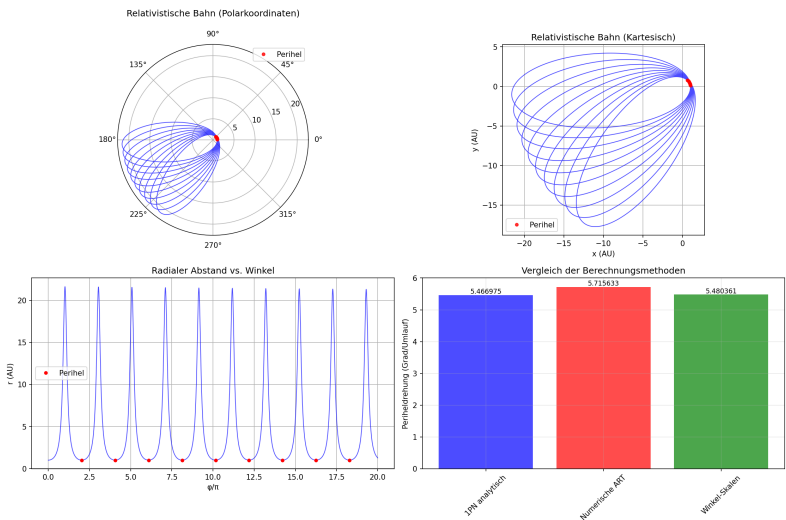 Relativistische Bahn (Polarkoordinaten)
90°
Perihel
135°
45°
20
15
10
5
180°
0°
225°
315°
270°
Relativistische Bahn (Kartesisch)
5
0
−5
−10
−15
y (AU)
Perihel
−20 −15 −10 −5 0
x (AU)
Radialer Abstand vs. Winkel
20
15
10
5
0
r (AU)
Perihel
0.0 2.5 5.0 7.5 10.0 12.5 15.0 17.5 20.0
φ/π
Vergleich der Berechnungsmethoden
6
5
4
3
2
1
0
Periheldrehung (Grad/Umlauf)
5.466975
5.715633
5.480361
1PN analytisch
Numerische ART
Winkel-Skalen